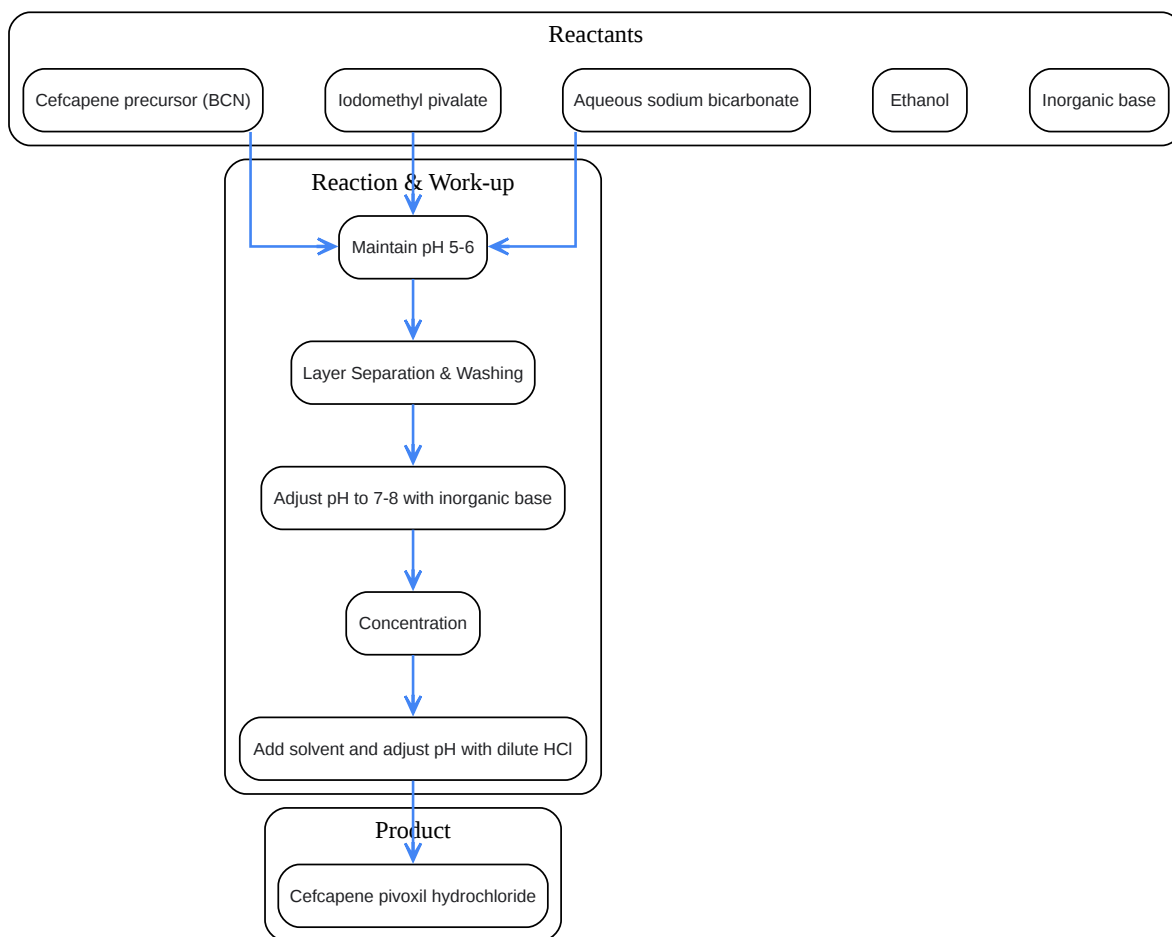 Reactants
Cefcapene precursor (BCN)
Iodomethyl pivalate
Aqueous sodium bicarbonate
Ethanol
Inorganic base
Reaction & Work-up
Maintain pH 5-6
Layer Separation & Washing
Adjust pH to 7-8 with inorganic base
Concentration
Add solvent and adjust pH with dilute HCl
Product
Cefcapene pivoxil hydrochloride